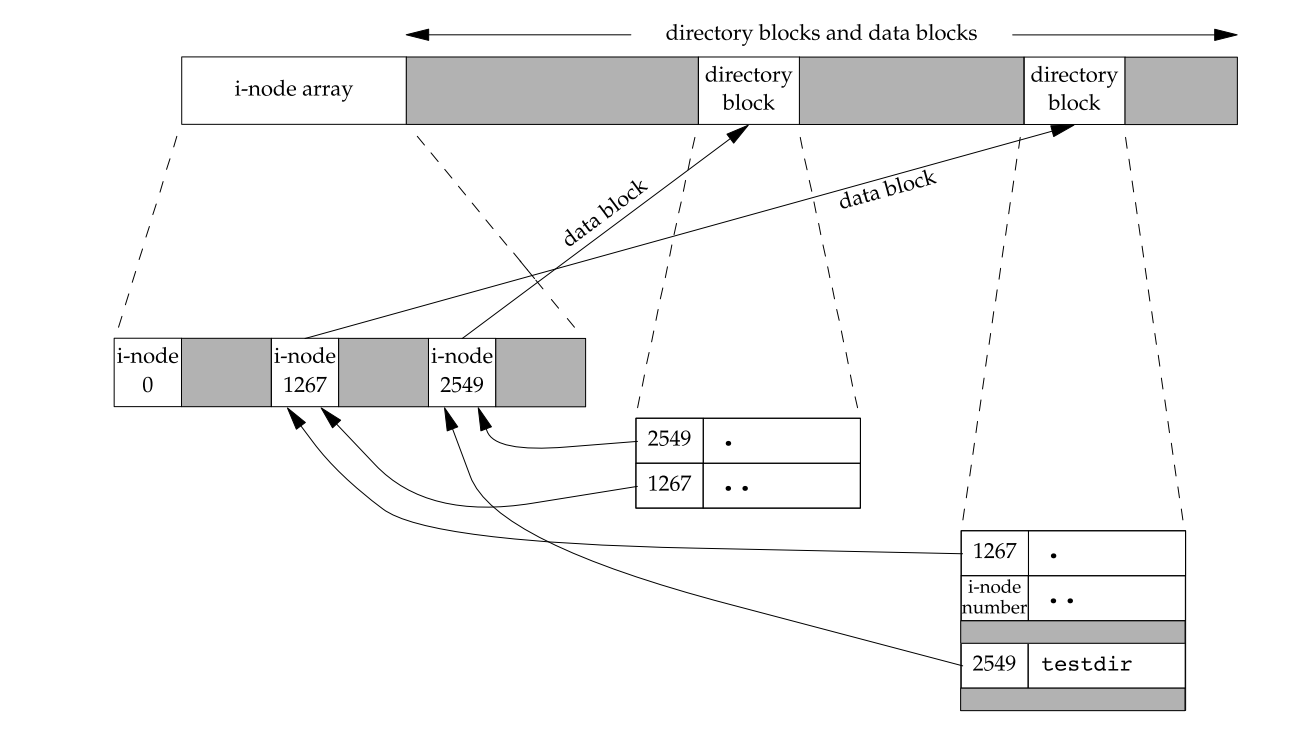 directory blocks and data blocks
i-node array
directory
block
directory
block
data block
data block
i-node
0
i-node
1267
i-node
2549
2549 .
1267 ..
1267 .
i-node
number ..
2549 testdir